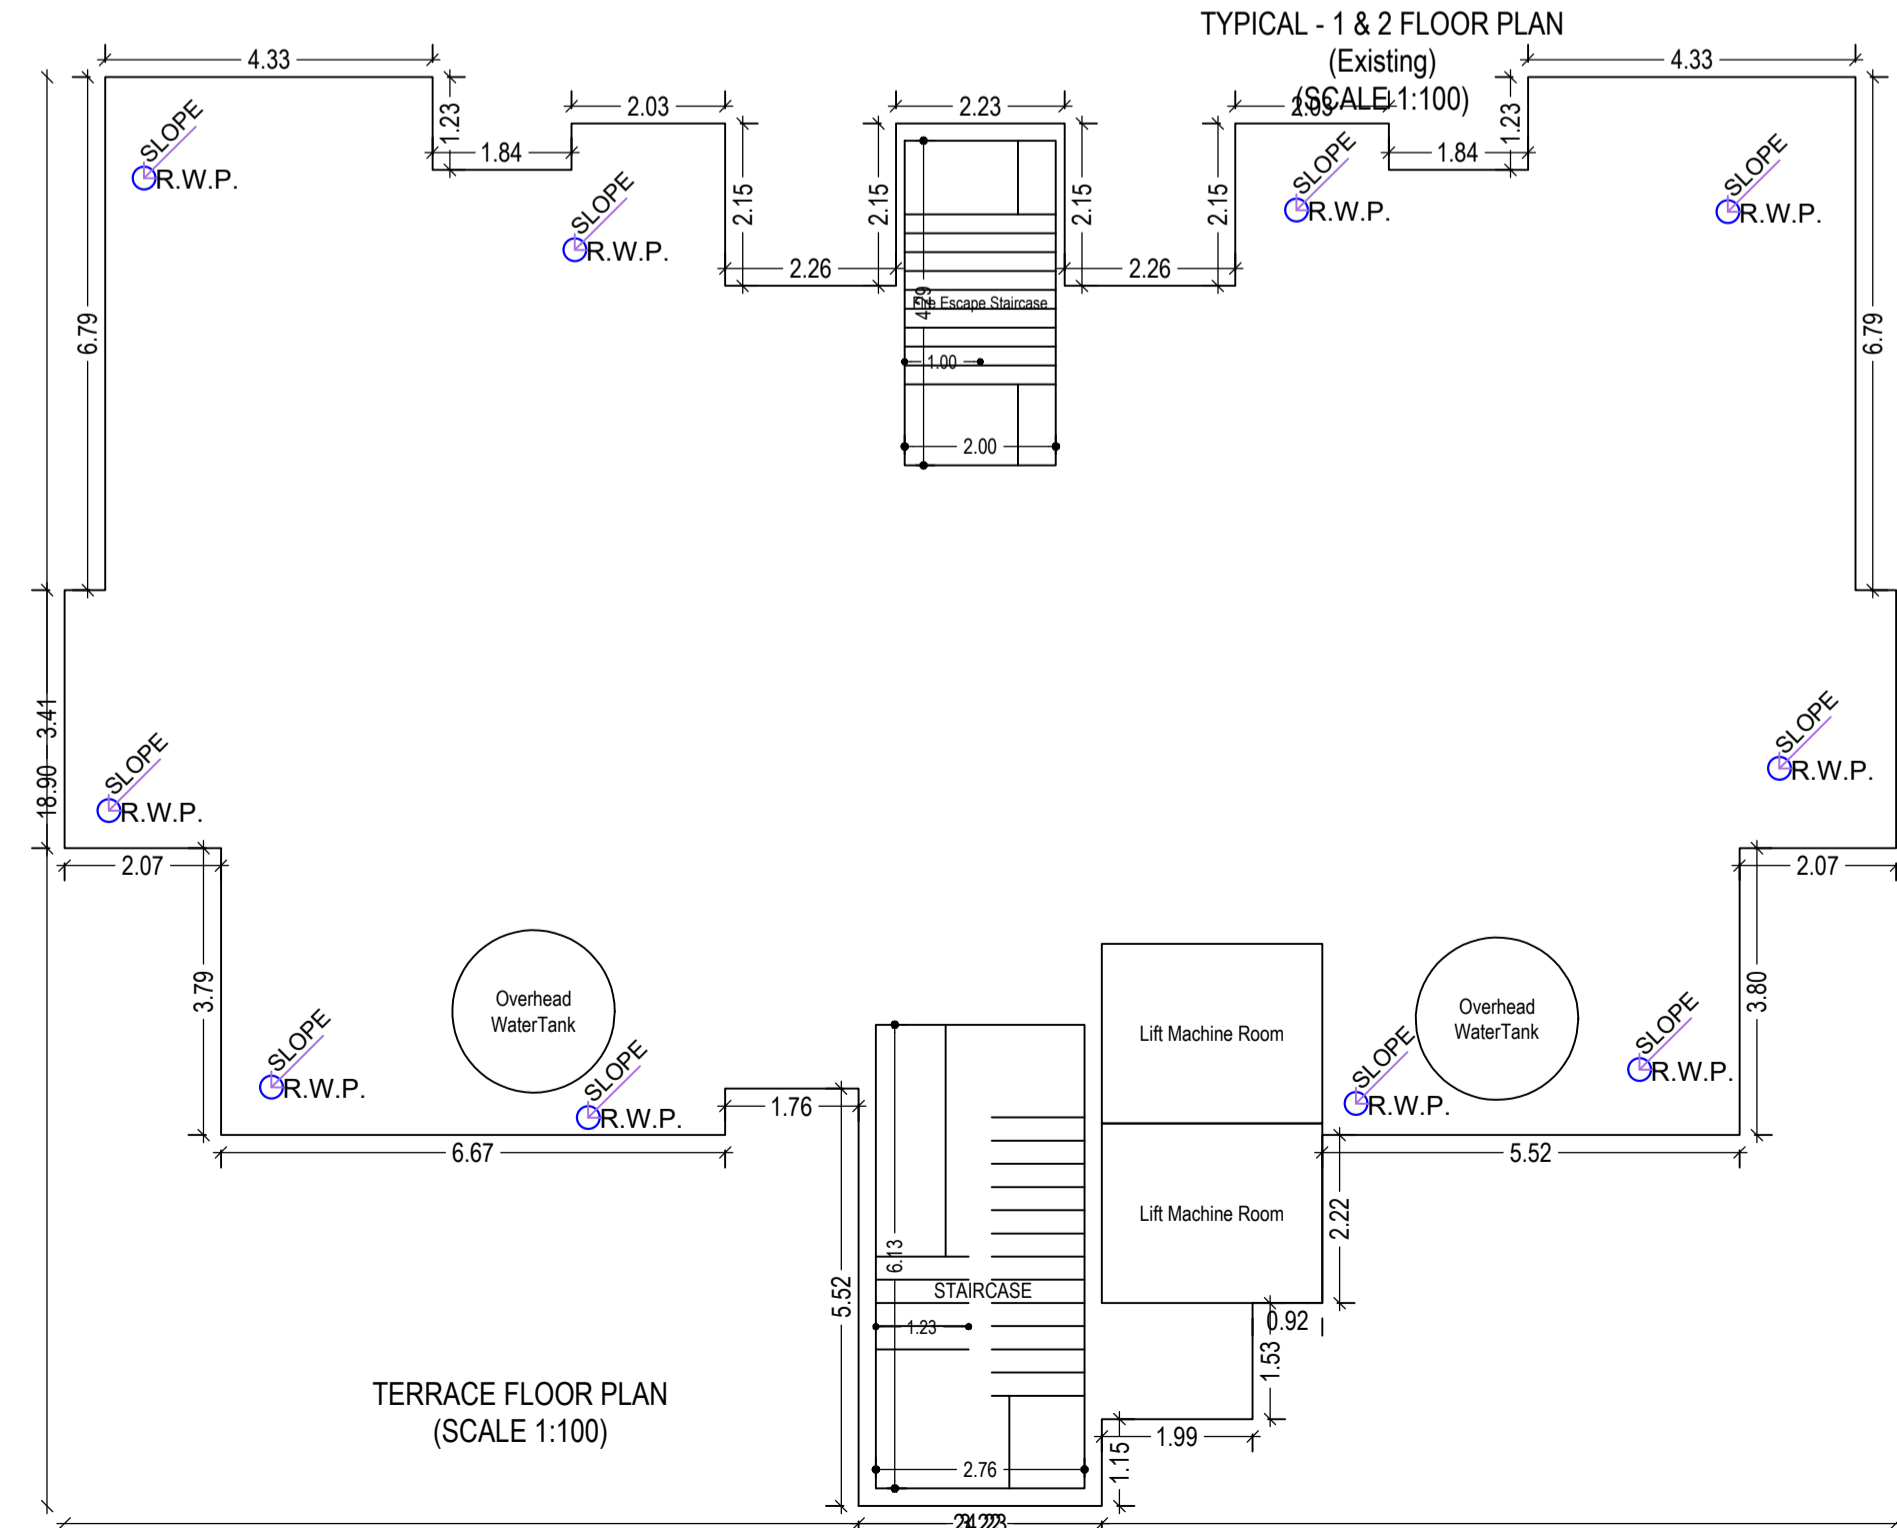 TYPICAL - 1 & 2 FLOOR PLAN
(Existing)
(SCALE 1:100)
4.33
4.33
2.03
2.23
2.03
1.23
1.23
1.84
1.84
SLOPE
R.W.P.
SLOPE
R.W.P.
SLOPE
R.W.P.
SLOPE
R.W.P.
2.15
2.15
2.15
2.15
2.26
2.26
4.29
Fire Escape Staircase
1.00
2.00
6.79
6.79
3.41
18.90
SLOPE
R.W.P.
SLOPE
R.W.P.
2.07
2.07
3.79
3.80
Overhead
WaterTank
Overhead
WaterTank
Lift Machine Room
SLOPE
R.W.P.
SLOPE
R.W.P.
SLOPE
R.W.P.
SLOPE
R.W.P.
1.76
6.67
5.52
Lift Machine Room
2.22
6.13
STAIRCASE
5.52
1.23
0.92
1.53
TERRACE FLOOR PLAN
(SCALE 1:100)
1.99
1.15
2.76